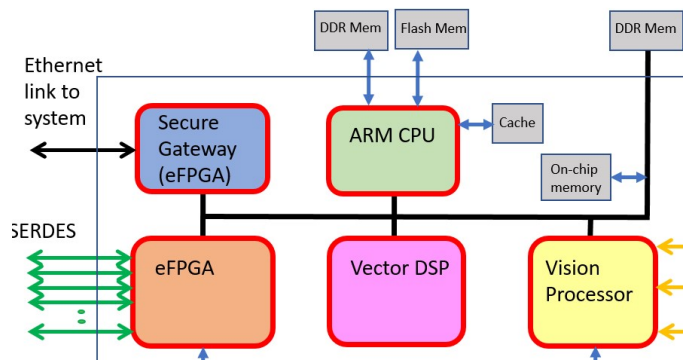 DDR Mem
Flash Mem
DDR Mem
Ethernet
link to
system
Secure
Gateway
(eFPGA)
ARM CPU
Cache
On-chip
memory
SERDES
eFPGA
Vector DSP
Vision
Processor